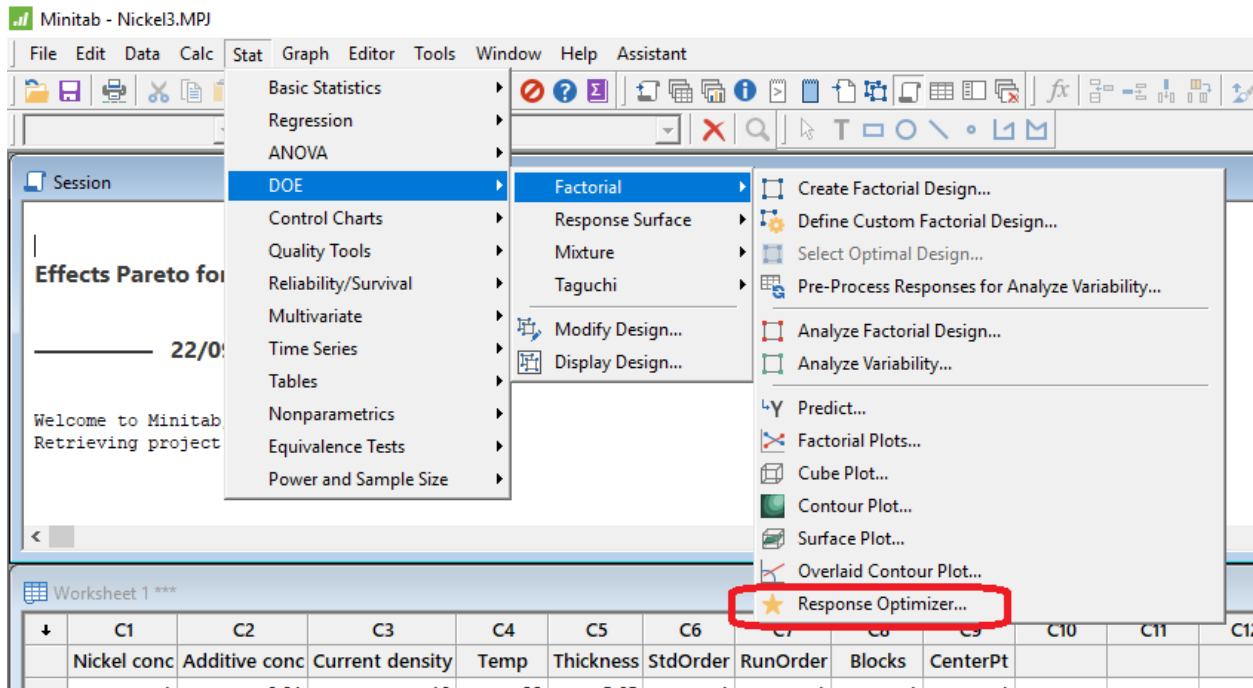 Minitab - Nickel3.MPJ
File Edit Data Calc Stat Graph Editor Tools Window Help Assistant
Basic Statistics
Regression
ANOVA
DOE
Control Charts
Quality Tools
Reliability/Survival
Multivariate
Time Series
Tables
Nonparametrics
Equivalence Tests
Power and Sample Size
Factorial
Response Surface
Mixture
Taguchi
Modify Design...
Display Design...
Create Factorial Design...
Define Custom Factorial Design...
Select Optimal Design...
Pre-Process Responses for Analyze Variability...
Analyze Factorial Design...
Analyze Variability...
Predict...
Factorial Plots...
Cube Plot...
Contour Plot...
Surface Plot...
Overlaid Contour Plot...
Response Optimizer...
Session
Effects Pareto for
22/09
Welcome to Minitab,
Retrieving project
Worksheet 1 ***
C1 C2 C3 C4 C5 C6 C7 C8 C9 C10 C11 C12
Nickel conc Additive conc Current density Temp Thickness StdOrder RunOrder Blocks CenterPt